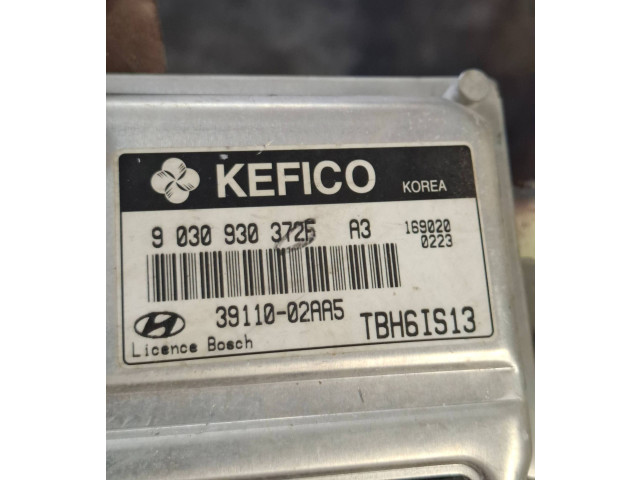 KEFICO KOREA
9 030 930 372F A3 169020
0223
39110-02AA5 TBH6IS13
Licence Bosch